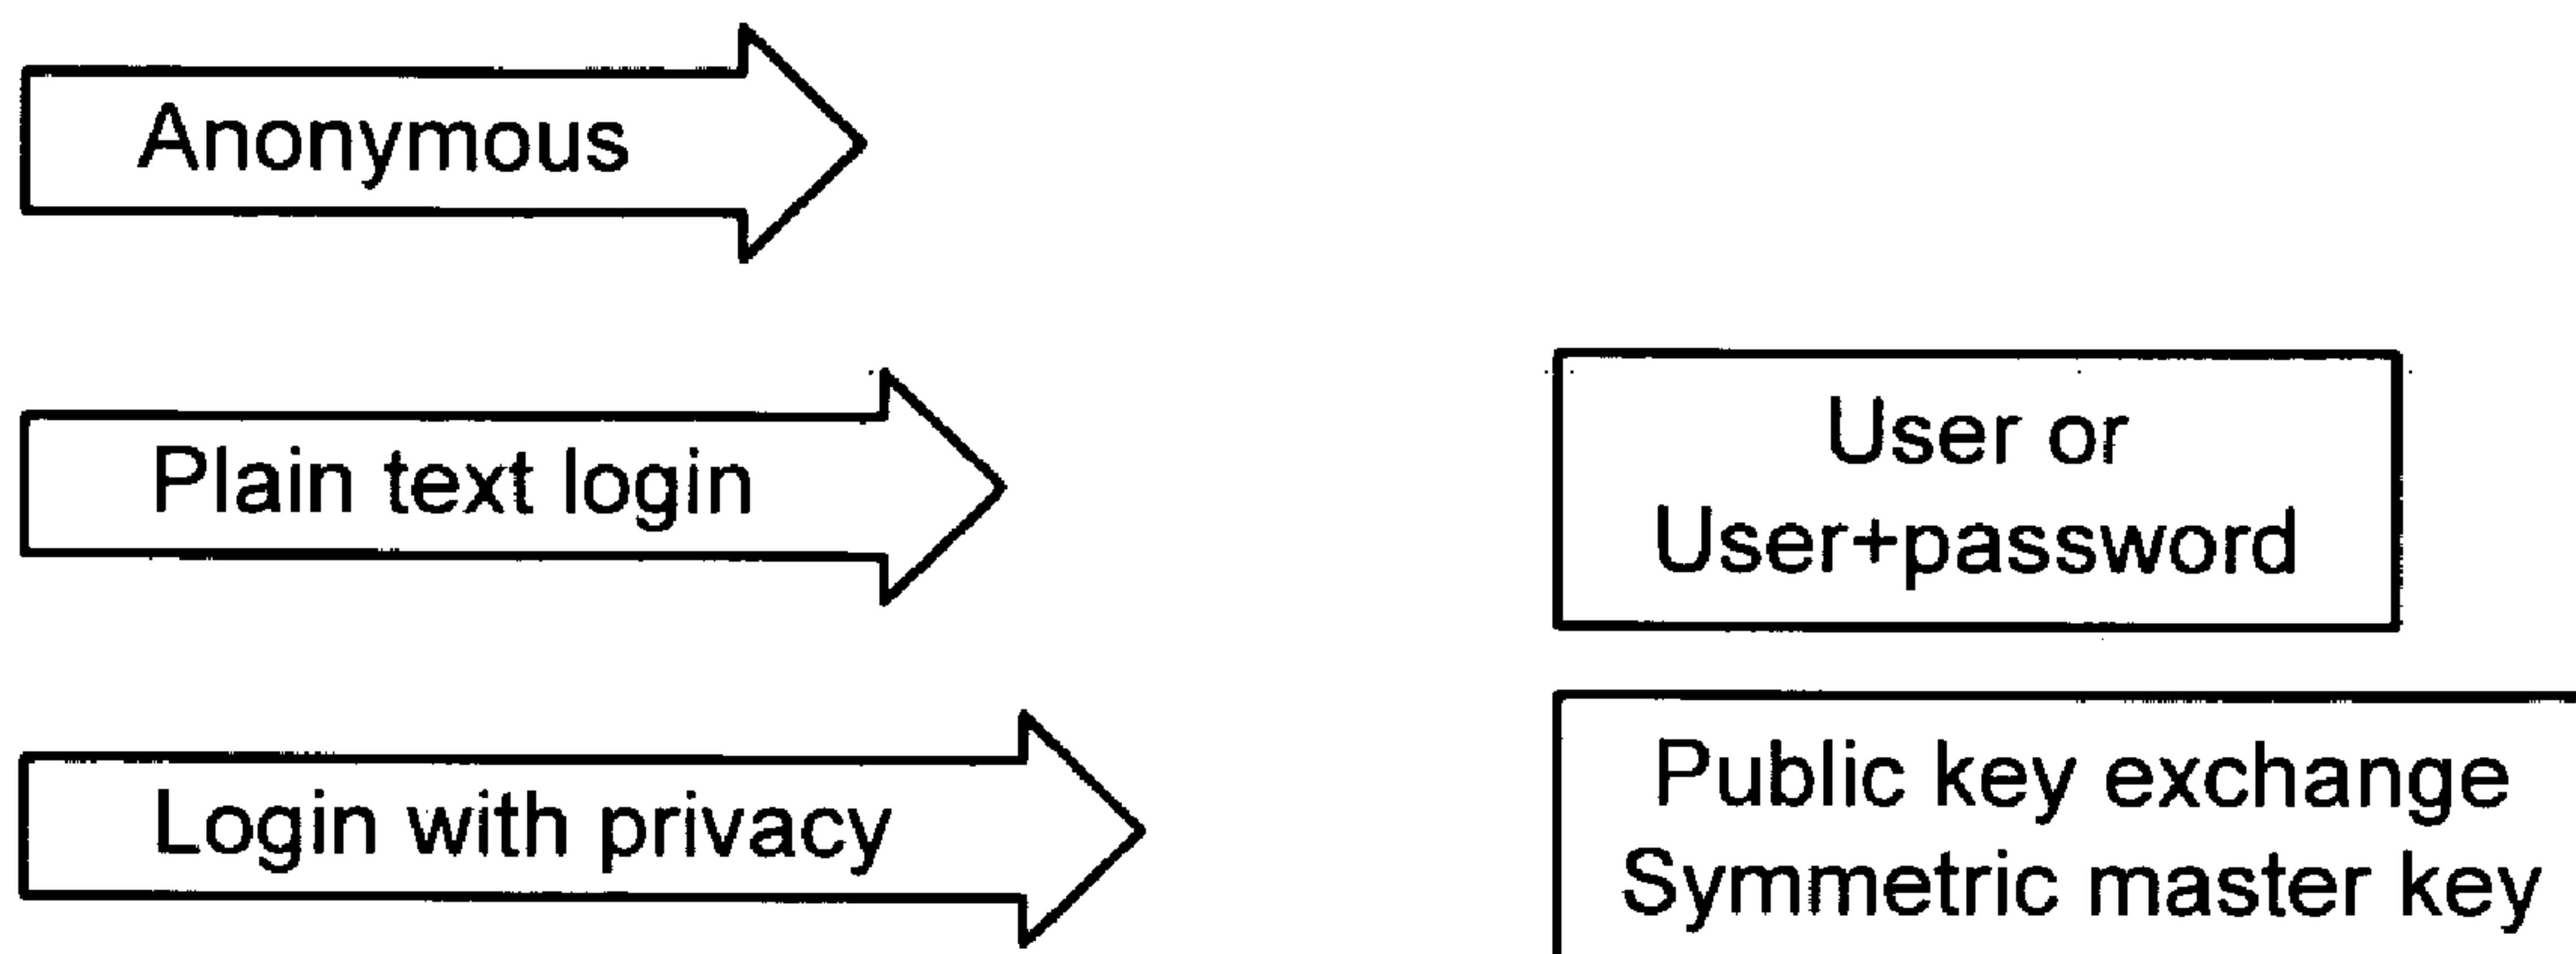 Anonymous
Plain text login
User or
User+password
Login with privacy
Public key exchange
Symmetric master key